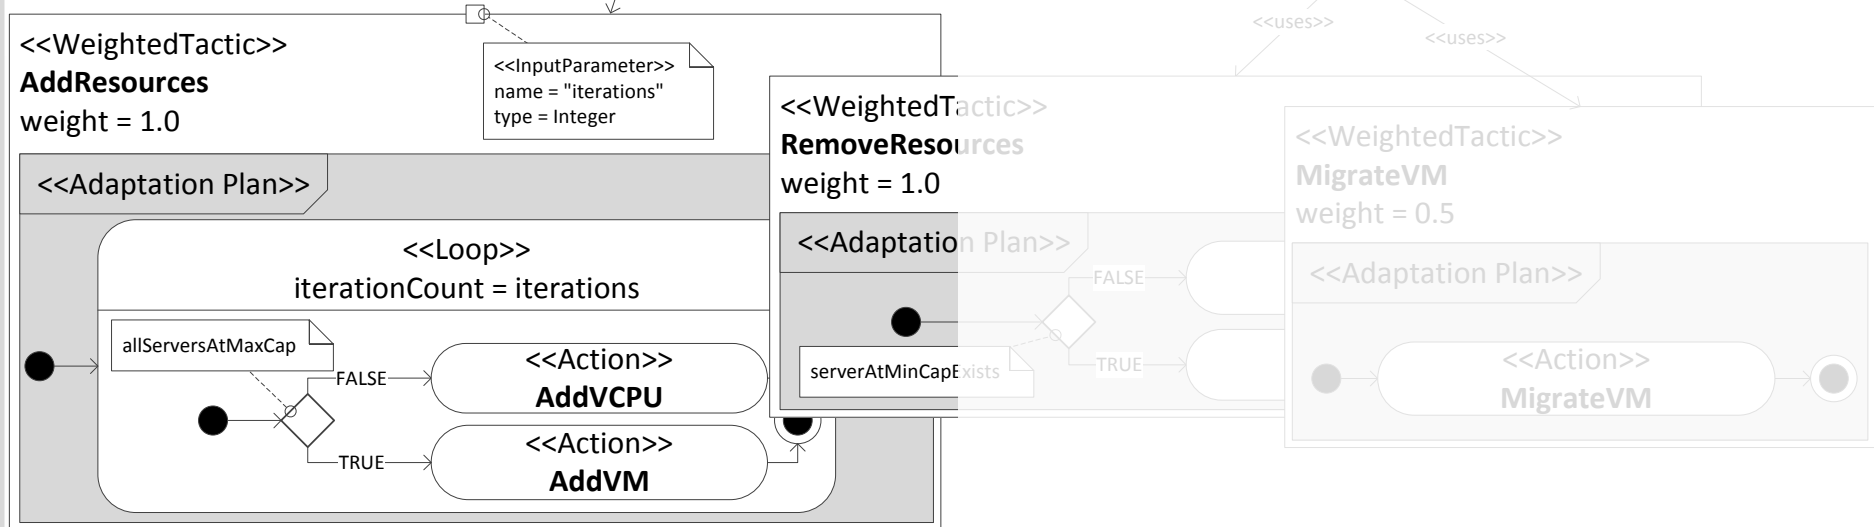 <<uses>>
<<uses>>
<<WeightedTactic>>
AddResources
weight = 1.0
<<InputParameter>>
name = "iterations"
type = Integer
<<Adaptation Plan>>
<<Loop>>
iterationCount = iterations
allServersAtMaxCap
FALSE
<<Action>>
AddVCPU
TRUE
<<Action>>
AddVM
<<WeightedTactic>>
RemoveResources
weight = 1.0
<<Adaptation Plan>>
FALSE
serverAtMinCapExists
TRUE
<<WeightedTactic>>
MigrateVM
weight = 0.5
<<Adaptation Plan>>
<<Action>>
MigrateVM